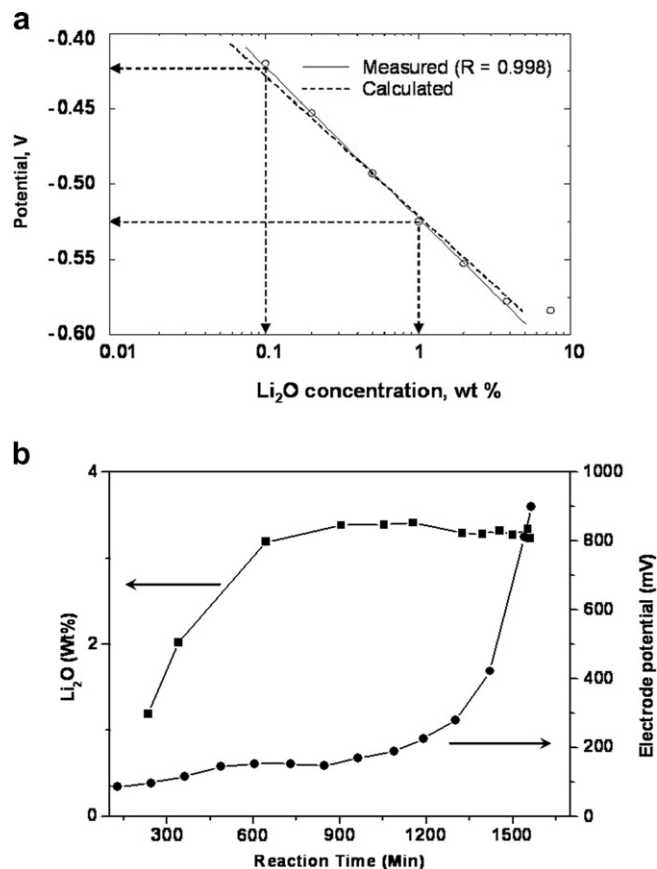 a
-0.40
-0.45
-0.50
-0.55
-0.60
Potential, V
Measured (R = 0.998)
Calculated
0.01
0.1
1
10
Li₂O concentration, wt %
b
4
2
0
Li₂O (Wt%)
1000
800
600
400
200
0
Electrode potential (mV)
300
600
900
1200
1500
Reaction Time (Min)